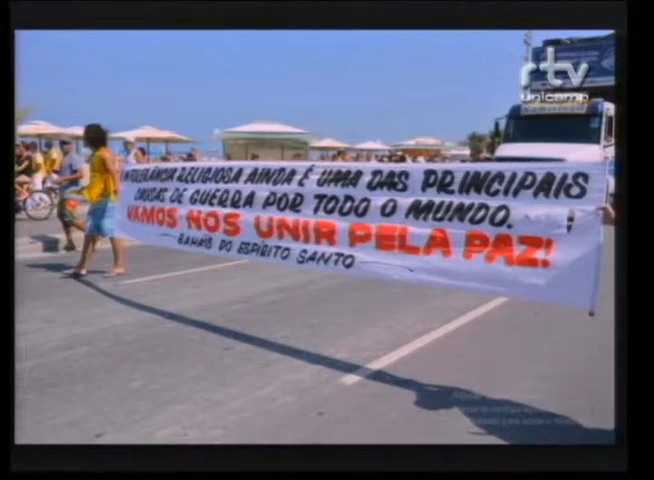 rtv
unicamp
INTOLERÂNCIA RELIGIOSA AINDA É UMA DAS PRINCIPAIS
CAUSAS DE GUERRA POR TODO O MUNDO.
VAMOS NOS UNIR PELA PAZ!
BAHÁ'ÍS DO ESPÍRITO SANTO